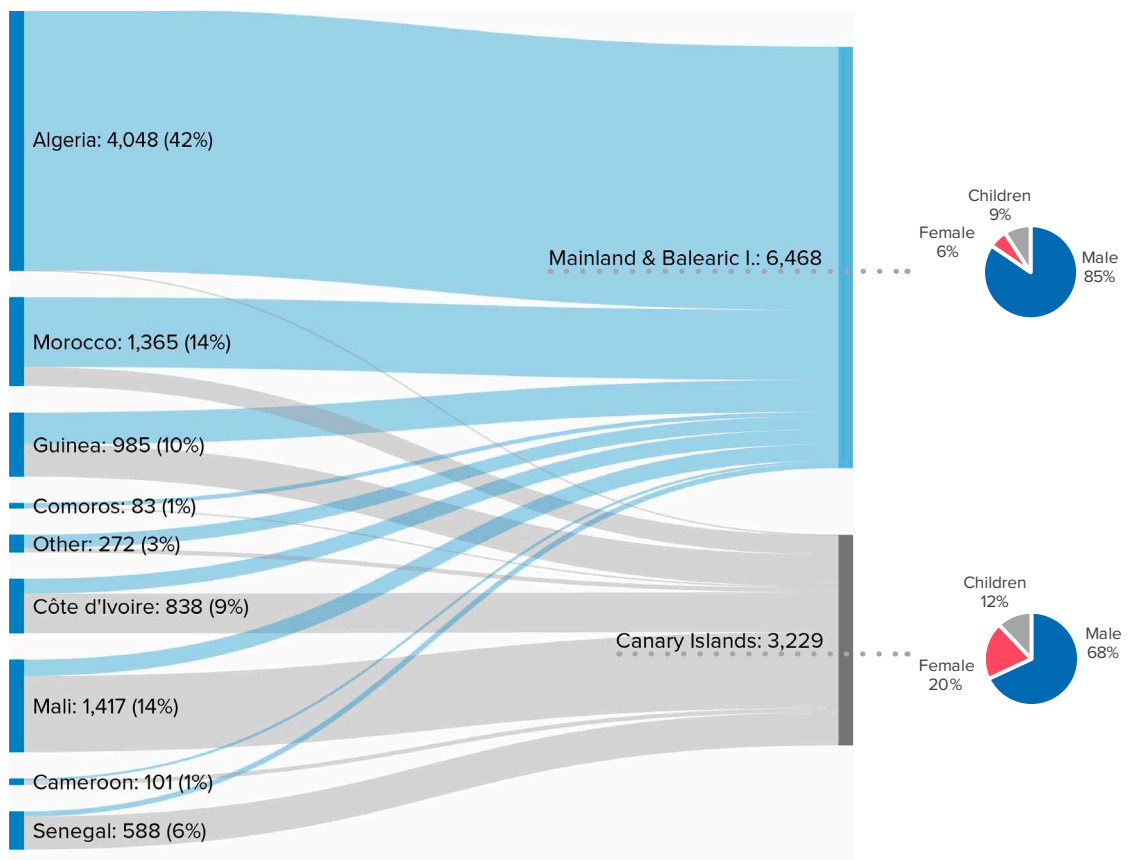 Algeria: 4,048 (42%)
Morocco: 1,365 (14%)
Guinea: 985 (10%)
Comoros: 83 (1%)
Other: 272 (3%)
Côte d'Ivoire: 838 (9%)
Mali: 1,417 (14%)
Cameroon: 101 (1%)
Senegal: 588 (6%)
Mainland & Balearic I.: 6,468
Children
9%
Female
6%
Male
85%
Canary Islands: 3,229
Children
12%
Male
68%
Female
20%